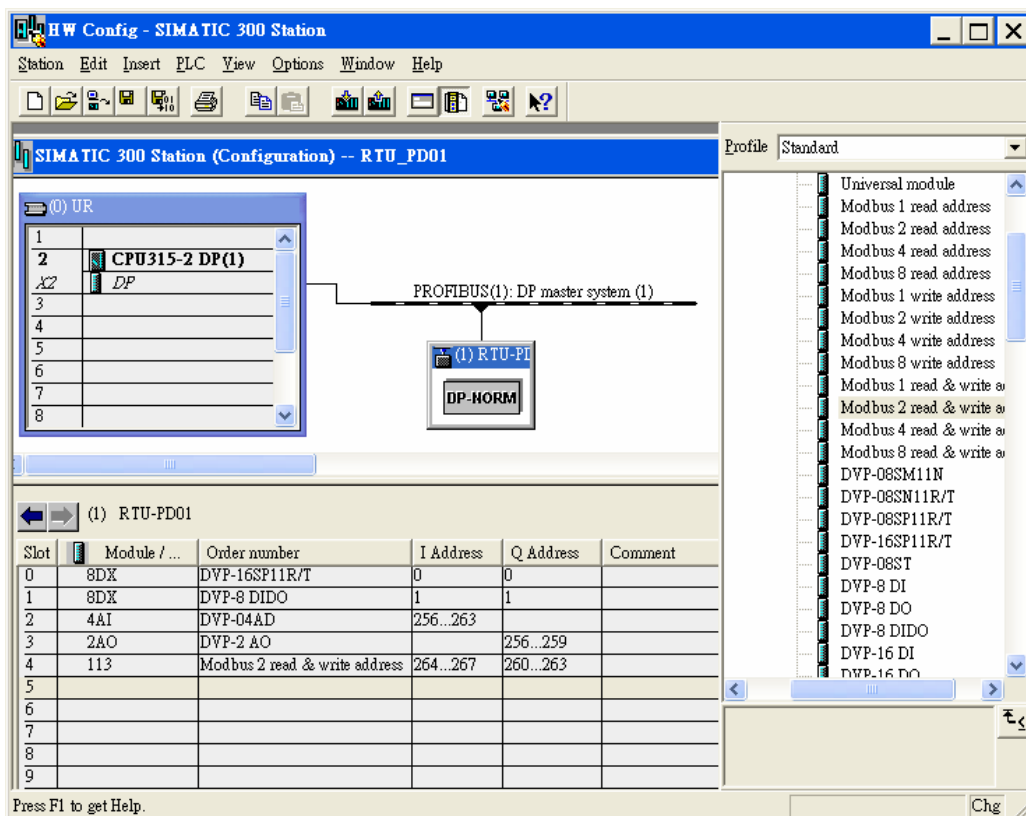 HW Config - SIMATIC 300 Station
Station Edit Insert PLC View Options Window Help
SIMATIC 300 Station (Configuration) -- RTU_PD01
(0) UR
1
2 CPU315-2 DP(1)
X2 DP
3
4
5
6
7
8
PROFIBUS(1): DP master system (1)
(1) RTU-PD
DP-NORM
Profile Standard
Universal module
Modbus 1 read address
Modbus 2 read address
Modbus 4 read address
Modbus 8 read address
Modbus 1 write address
Modbus 2 write address
Modbus 4 write address
Modbus 8 write address
Modbus 1 read & write a
Modbus 2 read & write a
Modbus 4 read & write a
Modbus 8 read & write a
DVP-08SM11N
DVP-08SN11R/T
DVP-08SP11R/T
DVP-16SP11R/T
DVP-08ST
DVP-8 DI
DVP-8 DO
DVP-8 DIDO
DVP-16 DI
DVP-16 DO
(1) RTU-PD01
Slot Module / ... Order number I Address Q Address Comment
0 8DX DVP-16SP11R/T 0 0
1 8DX DVP-8 DIDO 1 1
2 4AI DVP-04AD 256...263
3 2AO DVP-2 AO 256...259
4 113 Modbus 2 read & write address 264...267 260...263
5
6
7
8
9
Press F1 to get Help.
Chg